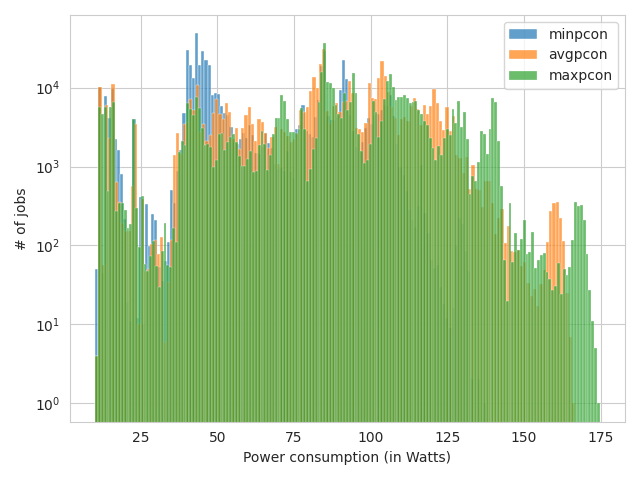 minpcon
avgpcon
maxpcon
# of jobs
10⁴
10³
10²
10¹
10⁰
25 50 75 100 125 150 175
Power consumption (in Watts)